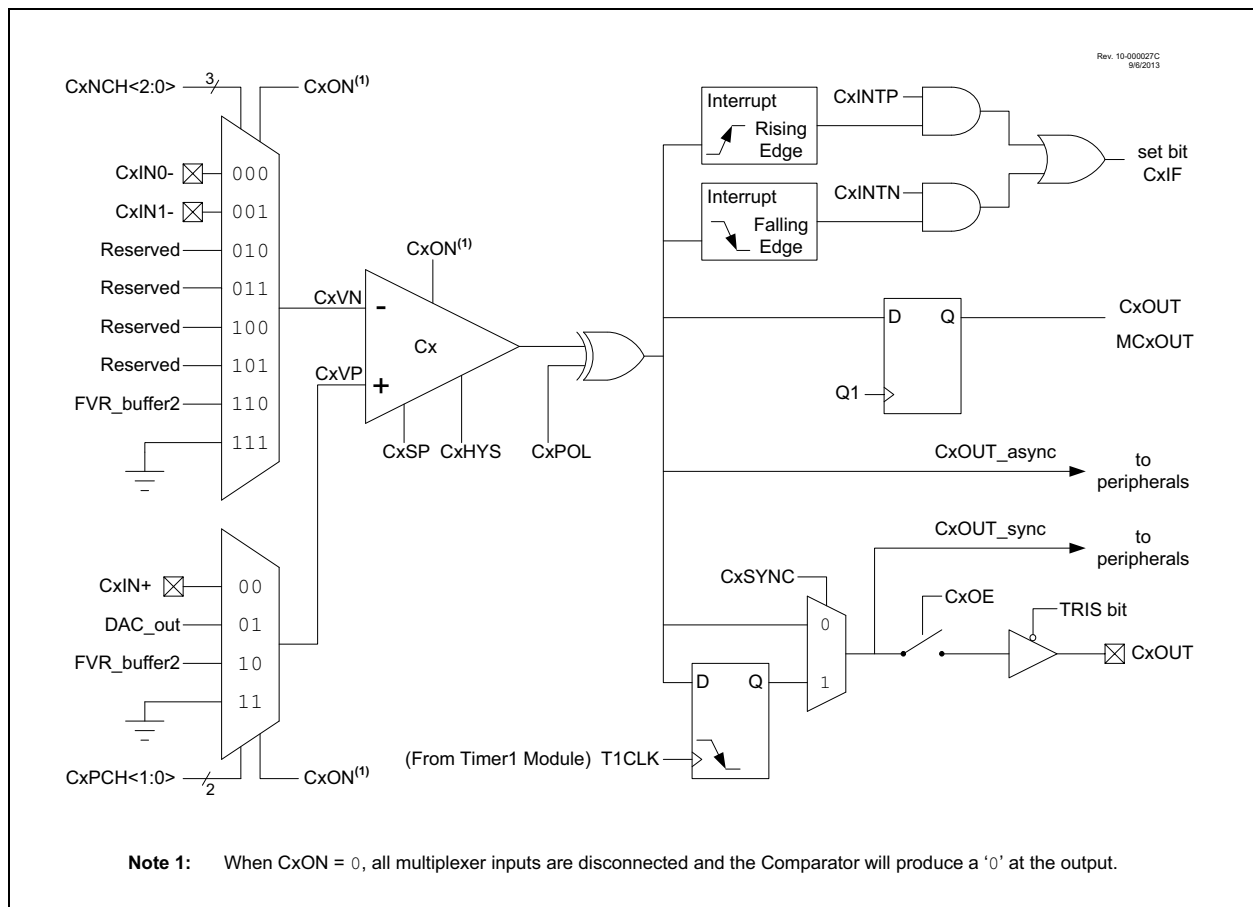 Rev. 10-000027C
9/6/2013
CxNCH<2:0>
3
CxON(1)
CxIN0-
000
CxIN1-
001
Reserved
010
Reserved
011
Reserved
100
Reserved
101
FVR_buffer2
110
111
CxVN
CxVP
CxON(1)
-
Cx
+
CxSP
CxHYS
CxPOL
CxIN+
00
DAC_out
01
FVR_buffer2
10
11
CxPCH<1:0>
2
CxON(1)
Interrupt
Rising
Edge
CxINTP
Interrupt
Falling
Edge
CxINTN
set bit
CxIF
D
Q
Q1
CxOUT
MCxOUT
CxOUT_async
to
peripherals
CxOUT_sync
to
peripherals
CxSYNC
0
1
CxOE
TRIS bit
CxOUT
D
Q
(From Timer1 Module) T1CLK
Note 1: When CxON = 0, all multiplexer inputs are disconnected and the Comparator will produce a ‘0’ at the output.